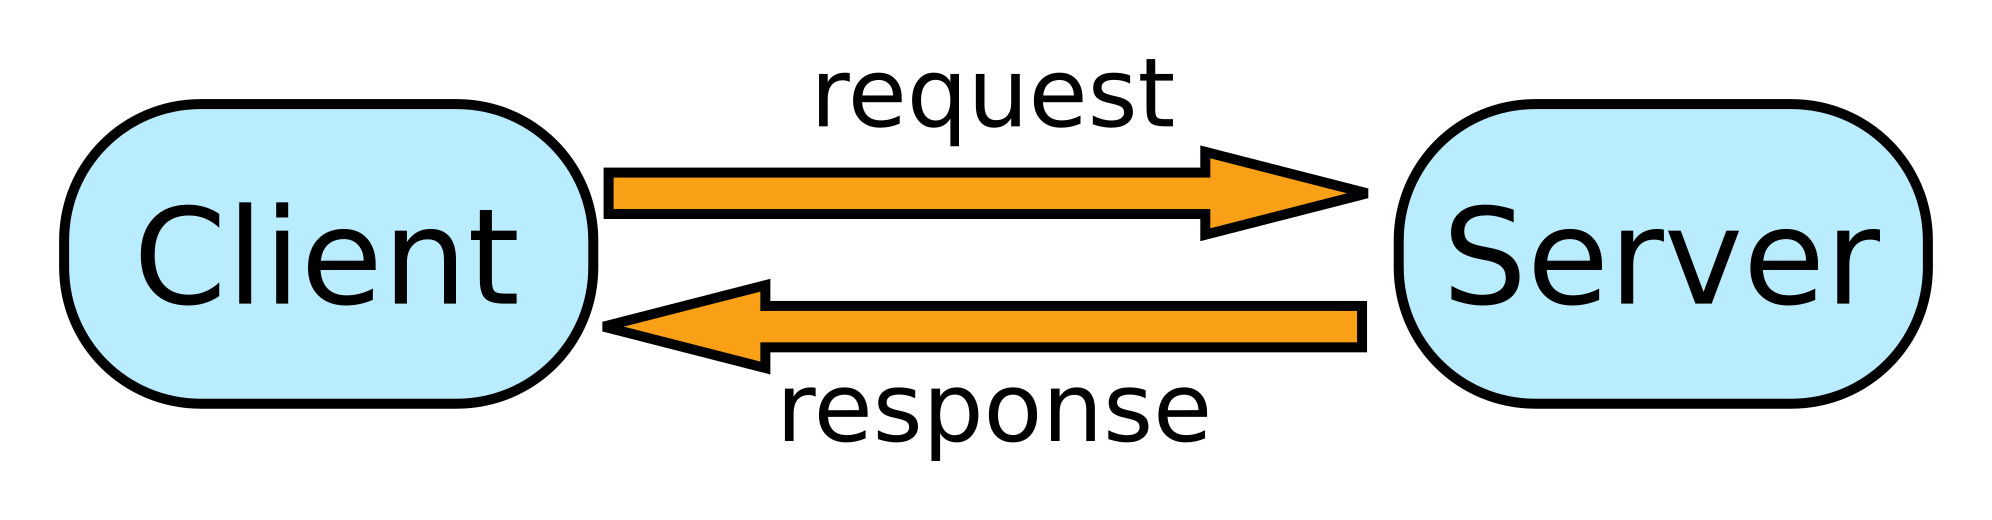 request
Client
Server
response